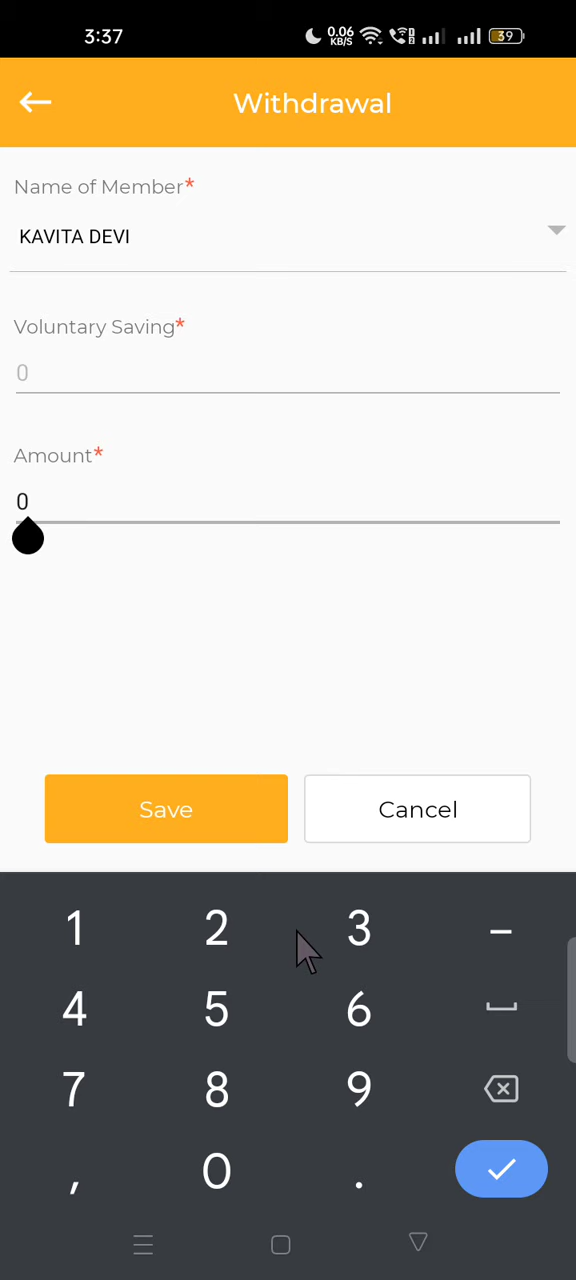 3:37
0.06
KB/S
39
Withdrawal
Name of Member*
KAVITA DEVI
Voluntary Saving*
0
Amount*
0
Save Cancel
1 2 3 –
4 5 6
7 8 9
, 0 .